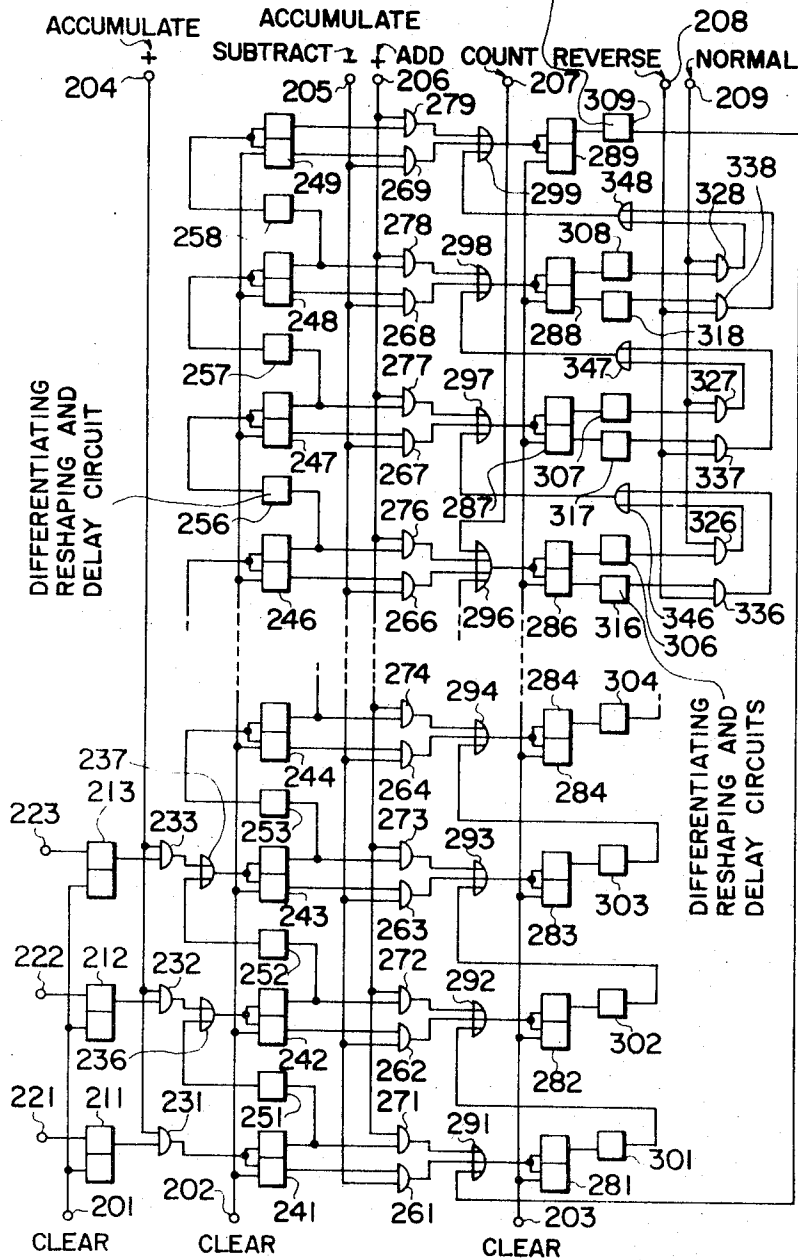 ACCUMULATE
+
204
ACCUMULATE
SUBTRACT - + ADD COUNT REVERSE NORMAL
205 206 207 208 209
279 309
249 269 299 289 348 328 338
258 278 298 308
248 268 288 318
257 277 297 347 327
247 267 287 307 317 337
DIFFERENTIATING
RESHAPING AND
DELAY CIRCUIT
256 276 326
246 266 296 286 316 346 306 336
274 294 284 304
237 244 264 284
DIFFERENTIATING
RESHAPING AND
DELAY CIRCUITS
223 213 233 253 273 293
243 263 283 303
222 212 232 252 272 292
236 242 262 282 302
221 211 231 251 271 291
241 261 281 301
201 202 203
CLEAR CLEAR CLEAR